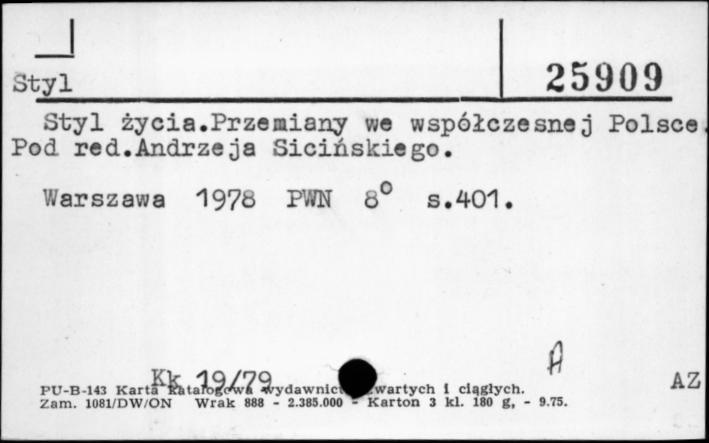 Styl 25909
Styl życia.Przemiany we współczesnej Polsce.
Pod red.Andrzeja Sicińskiego.
Warszawa 1978 PWN 8° s.401.
A
Kk 19/79 AZ
PU-B-143 Karta katalogowa wydawnict wartych i ciągłych.
Zam. 1081/DW/ON Wrak 888 - 2.385.000 - Karton 3 kl. 180 g, - 9.75.